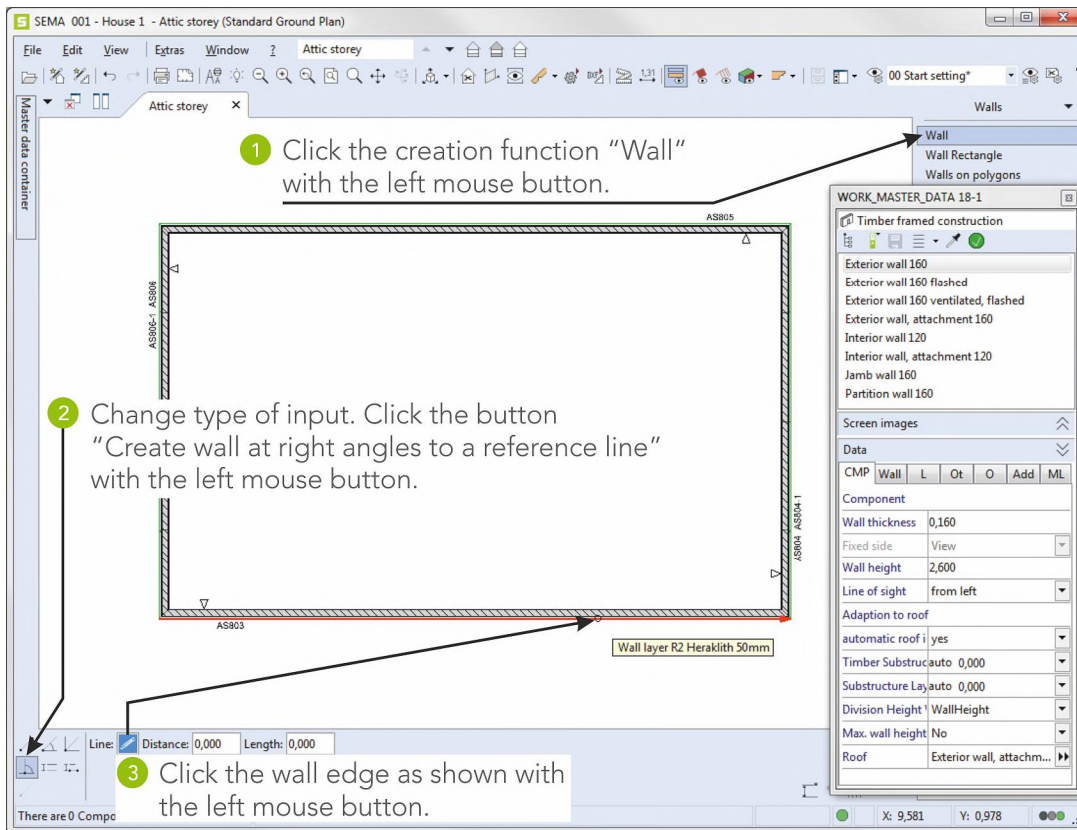 SEMA 001 - House 1 - Attic storey (Standard Ground Plan)
File Edit View Extras Window ? Attic storey
1,31
00 Start setting*
Master data container
Attic storey
Walls
Wall
Wall Rectangle
Walls on polygons
1 Click the creation function “Wall”
with the left mouse button.
WORK_MASTER_DATA 18-1
Timber framed construction
Exterior wall 160
Exterior wall 160 flashed
Exterior wall 160 ventilated, flashed
Exterior wall, attachment 160
Interior wall 120
Interior wall, attachment 120
Jamb wall 160
Partition wall 160
Screen images
Data
CMP Wall L Ot O Add ML
Component
Wall thickness 0,160
Fixed side View
Wall height 2,600
Line of sight from left
Adaption to roof
automatic roof i yes
Timber Substruc auto 0,000
Substructure Lay auto 0,000
Division Height WallHeight
Max. wall height No
Roof Exterior wall, attachm...
AS805
AS806-1 AS806
AS804 AS804-1
AS803
2 Change type of input. Click the button
“Create wall at right angles to a reference line”
with the left mouse button.
Wall layer R2 Heraklith 50mm
Line: Distance: 0,000 Length: 0,000
3 Click the wall edge as shown with
the left mouse button.
There are 0 Compo
X: 9,581 Y: 0,978